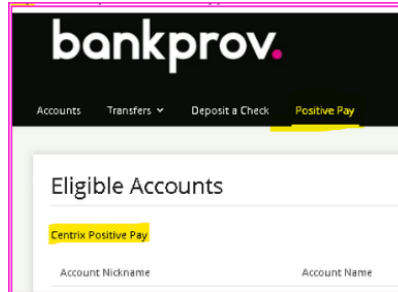 bankprov.
Accounts Transfers Deposit a Check Positive Pay
Eligible Accounts
Centrix Positive Pay
Account Nickname Account Name